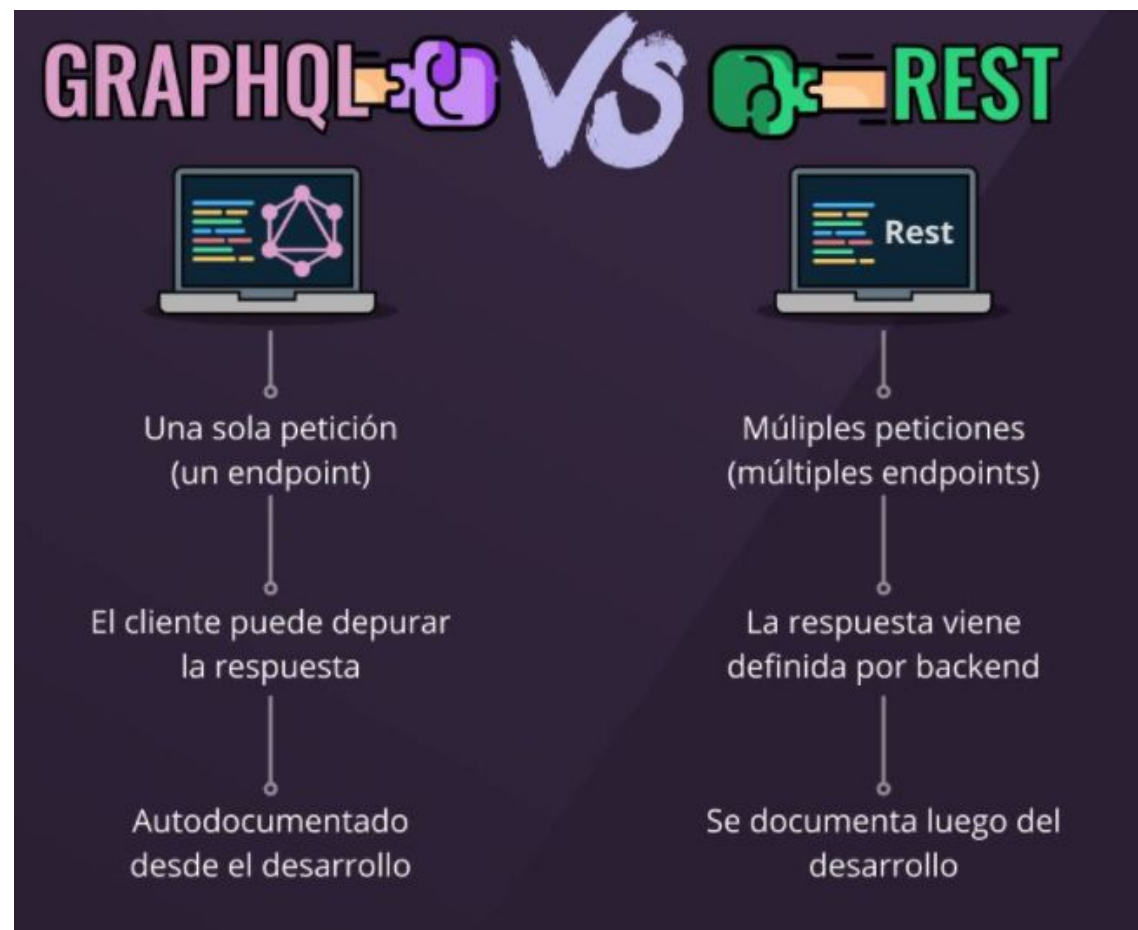 GRAPHQL VS REST
Rest
Una sola petición
(un endpoint)
El cliente puede depurar
la respuesta
Autodocumentado
desde el desarrollo
Múliples peticiones
(múltiples endpoints)
La respuesta viene
definida por backend
Se documenta luego del
desarrollo